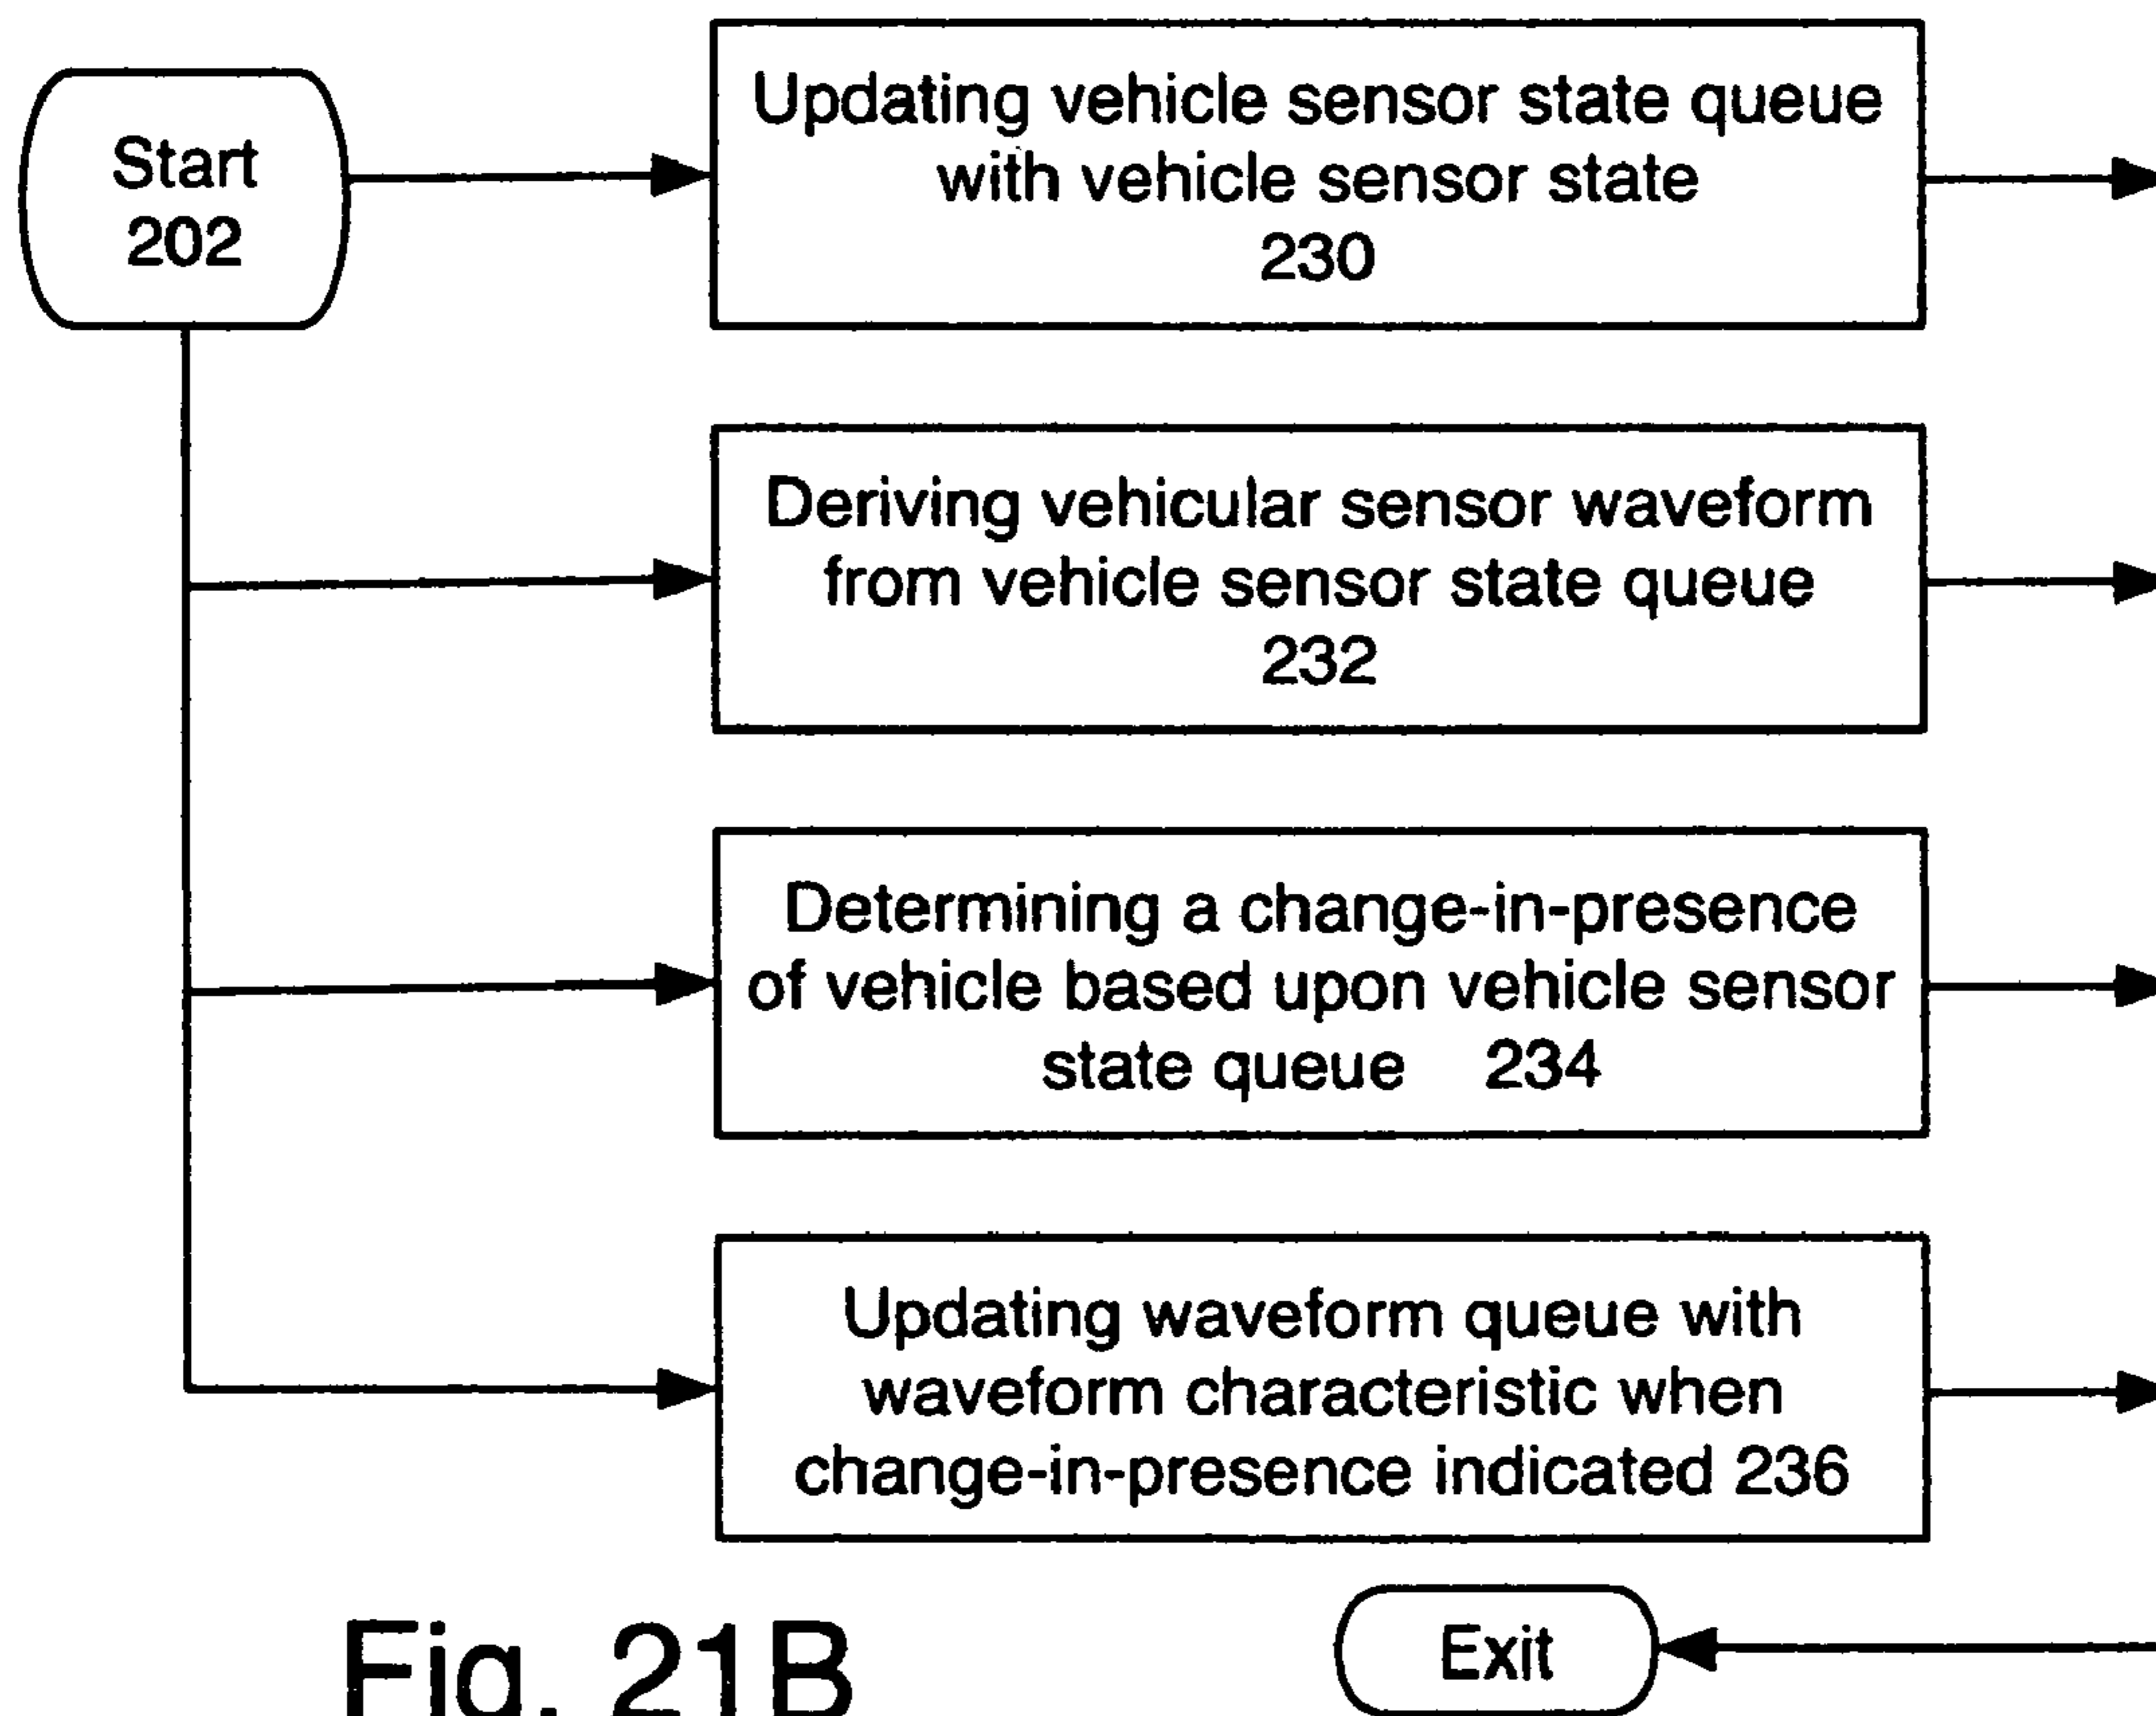 Start
202
Updating vehicle sensor state queue
with vehicle sensor state
230
Deriving vehicular sensor waveform
from vehicle sensor state queue
232
Determining a change-in-presence
of vehicle based upon vehicle sensor
state queue 234
Updating waveform queue with
waveform characteristic when
change-in-presence indicated 236
Exit
Fig. 21B